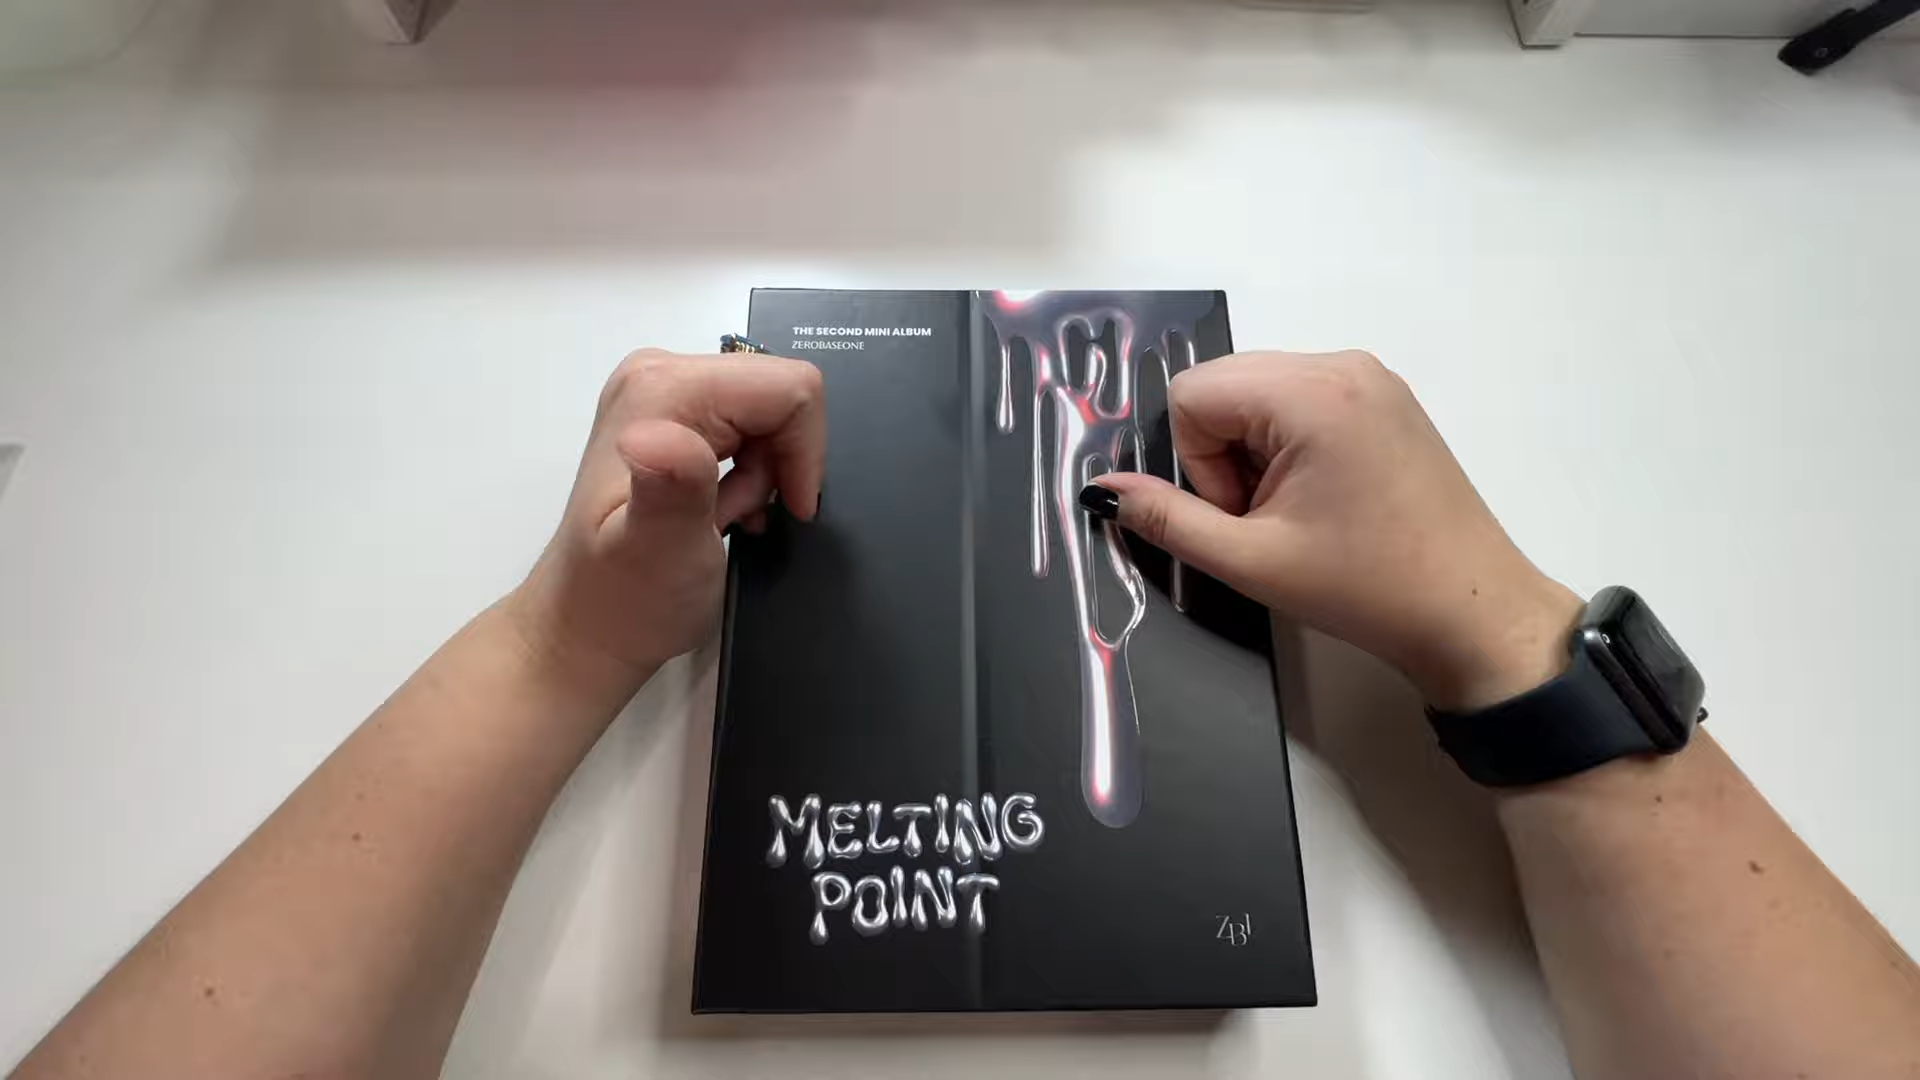 THE SECOND MINI ALBUM
ZEROBASEONE
MELTING
POINT
ZB1